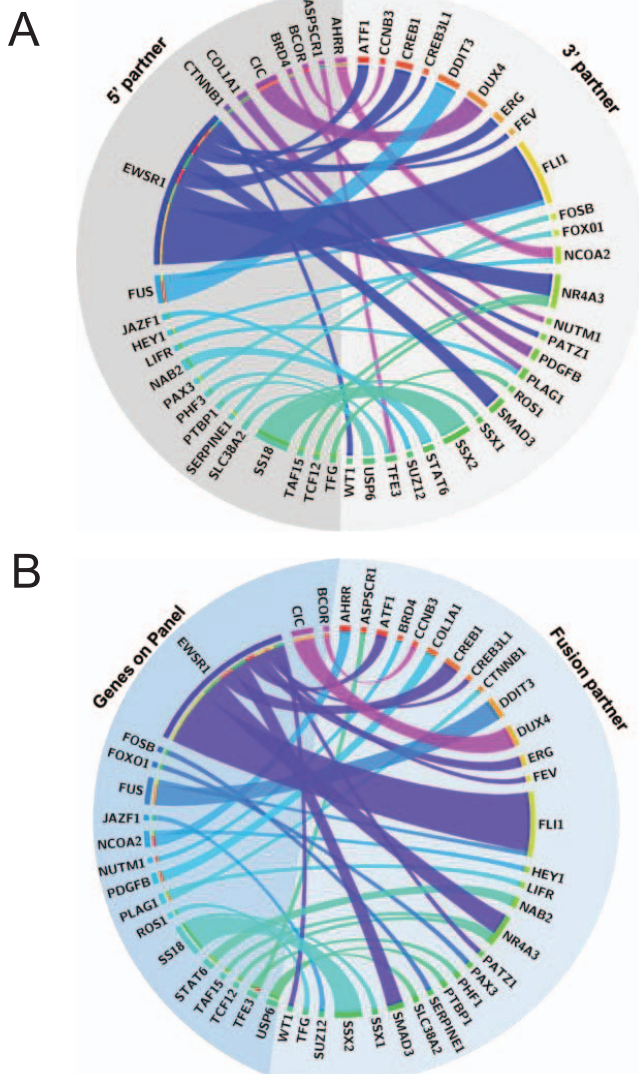 A
5' partner
3' partner
EWSR1
CTNNB1
COL1A1
CIC
BRD4
BCOR
ASPSCR1
AHRR
ATF1
CCNB3
CREB1
CREB3L1
DDIT3
DUX4
ERG
FEV
FLI1
FOSB
FOX01
NCOA2
NR4A3
NUTM1
PATZ1
PDGFB
PLAG1
ROS1
SMAD3
SSX1
SSX2
STAT6
SUZ12
TFE3
USP6
WT1
TFG
TCF12
TAF15
SS18
SLC38A2
SERPINE1
PTBP1
PHF3
PAX3
NAB2
LIFR
HEY1
JAZF1
FUS
B
Genes on Panel
Fusion partner
EWSR1
CIC
BCOR
AHRR
ASPSCR1
ATF1
BRD4
CCNB3
COL1A1
CREB1
CREB3L1
CTNNB1
DDIT3
DUX4
ERG
FEV
FLI1
HEY1
LIFR
NAB2
NR4A3
PATZ1
PAX3
PHF1
PTBP1
SERPINE1
SLC38A2
SMAD3
SSX1
SSX2
SUZ12
TFG
WT1
USP6
TFE3
TCF12
TAF15
STAT6
SS18
ROS1
PLAG1
PDGFB
NUTM1
NCOA2
JAZF1
FUS
FOXO1
FOSB